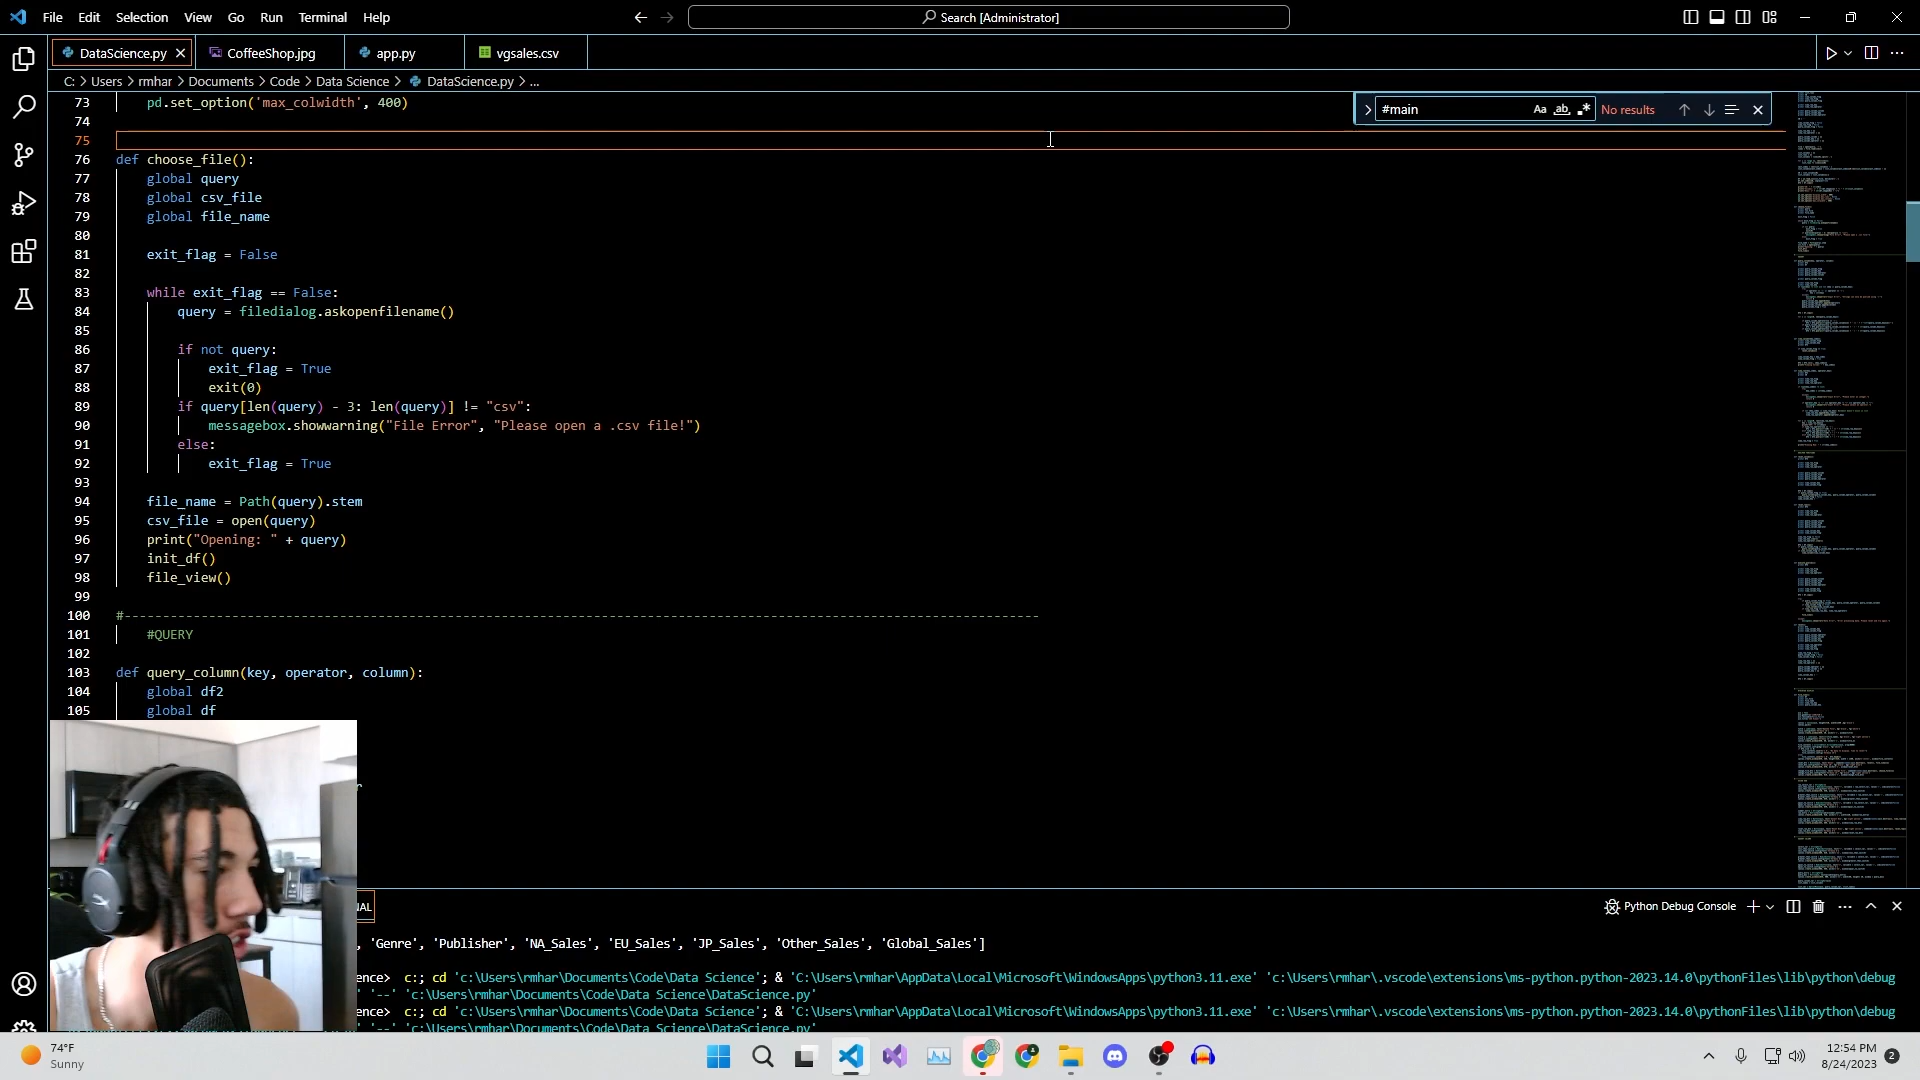 File Edit Selection View Go Run Terminal Help
Search [Administrator]
DataScience.py CoffeeShop.jpg app.py vgsales.csv
C: > Users > rmhar > Documents > Code > Data Science > DataScience.py > ...
#main Aa ab No results
73 pd.set_option('max_colwidth', 400)
74
75
76 def choose_file():
77 global query
78 global csv_file
79 global file_name
80
81 exit_flag = False
82
83 while exit_flag == False:
84 query = filedialog.askopenfilename()
85
86 if not query:
87 exit_flag = True
88 exit(0)
89 if query[len(query) - 3: len(query)] != "csv":
90 messagebox.showwarning("File Error", "Please open a .csv file!")
91 else:
92 exit_flag = True
93
94 file_name = Path(query).stem
95 csv_file = open(query)
96 print("Opening: " + query)
97 init_df()
98 file_view()
99
100 #-----------------------------------------------------------------------------------------------------------------------
101 #QUERY
102
103 def query_column(key, operator, column):
104 global df2
105 global df
NAL
Python Debug Console
, 'Genre', 'Publisher', 'NA_Sales', 'EU_Sales', 'JP_Sales', 'Other_Sales', 'Global_Sales']
ence> c:; cd 'c:\Users\rmhar\Documents\Code\Data Science'; & 'C:\Users\rmhar\AppData\Local\Microsoft\WindowsApps\python3.11.exe' 'c:\Users\rmhar\.vscode\extensions\ms-python.python-2023.14.0\pythonFiles\lib\python\debug
'--' 'c:\Users\rmhar\Documents\Code\Data Science\DataScience.py'
ence> c:; cd 'c:\Users\rmhar\Documents\Code\Data Science'; & 'C:\Users\rmhar\AppData\Local\Microsoft\WindowsApps\python3.11.exe' 'c:\Users\rmhar\.vscode\extensions\ms-python.python-2023.14.0\pythonFiles\lib\python\debug
'--' 'c:\Users\rmhar\Documents\Code\Data Science\DataScience.py'
74°F
Sunny
12:54 PM
8/24/2023
2